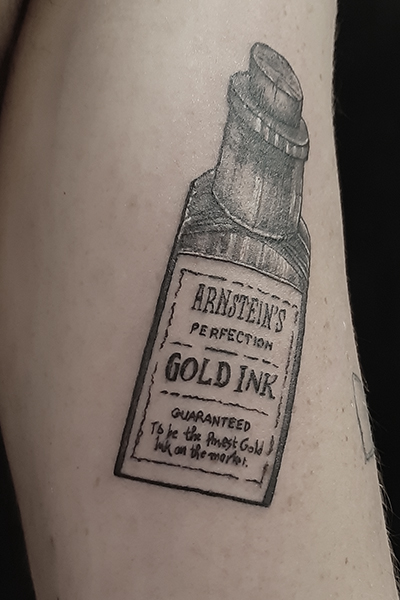 ARNSTEIN'S
PERFECTION
GOLD INK
GUARANTEED
To be the finest Gold
Ink on the market.